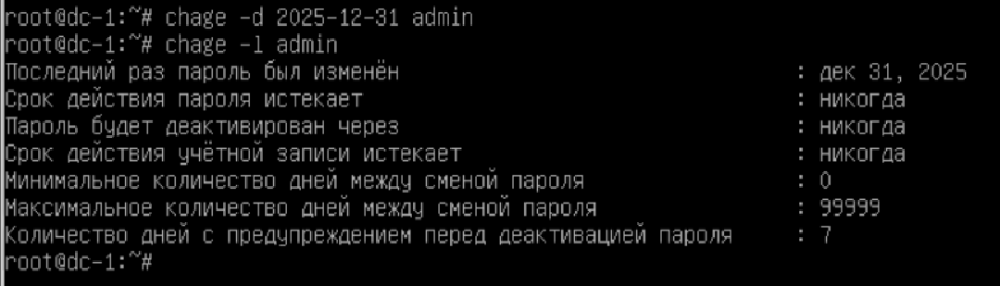 root@dc-1:~# chage -d 2025-12-31 admin
root@dc-1:~# chage -l admin
Последний раз пароль был изменён : дек 31, 2025
Срок действия пароля истекает : никогда
Пароль будет деактивирован через : никогда
Срок действия учётной записи истекает : никогда
Минимальное количество дней между сменой пароля : 0
Максимальное количество дней между сменой пароля : 99999
Количество дней с предупреждением перед деактивацией пароля : 7
root@dc-1:~#